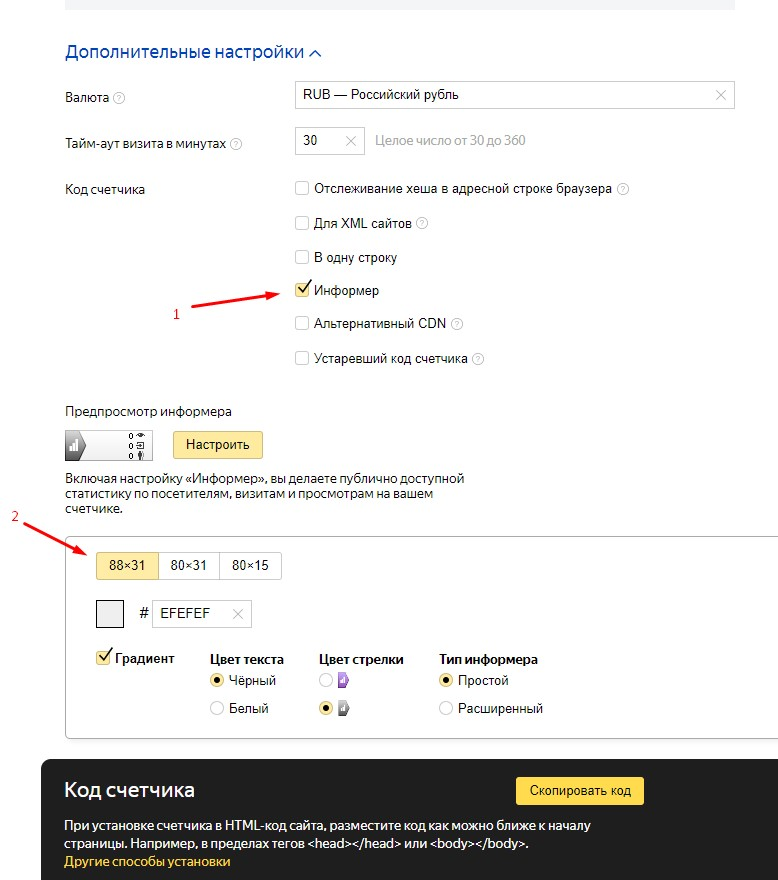 Дополнительные настройки
Валюта ? RUB — Российский рубль
Тайм-аут визита в минутах ? 30 Целое число от 30 до 360
Код счетчика
Отслеживание хеша в адресной строке браузера ?
Для XML сайтов ?
В одну строку
1 Информер
Альтернативный CDN ?
Устаревший код счетчика ?
Предпросмотр информера
0
0
0
Настроить
Включая настройку «Информер», вы делаете публично доступной
статистику по посетителям, визитам и просмотрам на вашем
счетчике.
2
88×31 80×31 80×15
# EFEFEF
Градиент Цвет текста Цвет стрелки Тип информера
Чёрный Простой
Белый Расширенный
Код счетчика Скопировать код
При установке счетчика в HTML-код сайта, разместите код как можно ближе к началу
страницы. Например, в пределах тегов <head></head> или <body></body>.
Другие способы установки